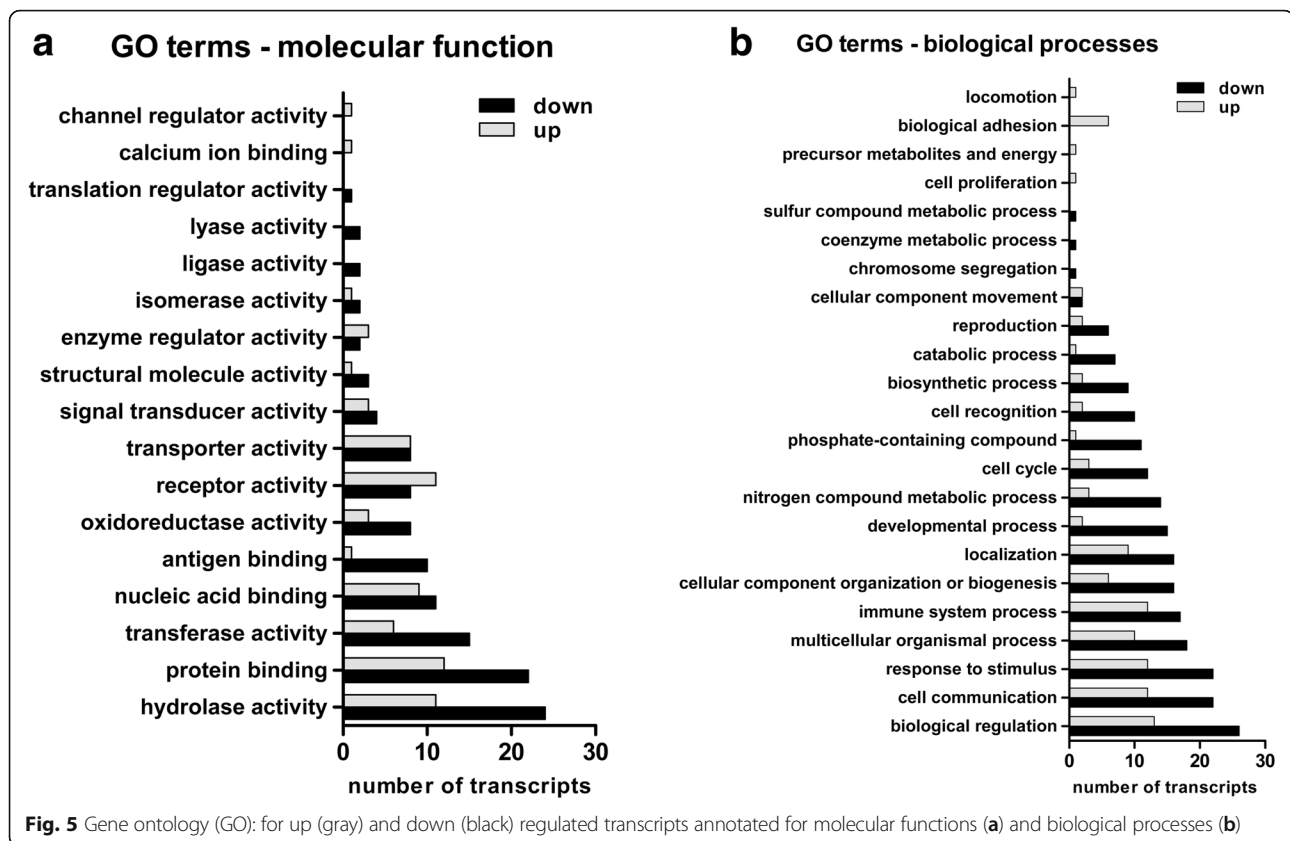 a GO terms - molecular function
down
up
channel regulator activity
calcium ion binding
translation regulator activity
lyase activity
ligase activity
isomerase activity
enzyme regulator activity
structural molecule activity
signal transducer activity
transporter activity
receptor activity
oxidoreductase activity
antigen binding
nucleic acid binding
transferase activity
protein binding
hydrolase activity
0 10 20 30
number of transcripts
b GO terms - biological processes
down
up
locomotion
biological adhesion
precursor metabolites and energy
cell proliferation
sulfur compound metabolic process
coenzyme metabolic process
chromosome segregation
cellular component movement
reproduction
catabolic process
biosynthetic process
cell recognition
phosphate-containing compound
cell cycle
nitrogen compound metabolic process
developmental process
localization
cellular component organization or biogenesis
immune system process
multicellular organismal process
response to stimulus
cell communication
biological regulation
0 10 20 30
number of transcripts
Fig. 5 Gene ontology (GO): for up (gray) and down (black) regulated transcripts annotated for molecular functions (a) and biological processes (b)